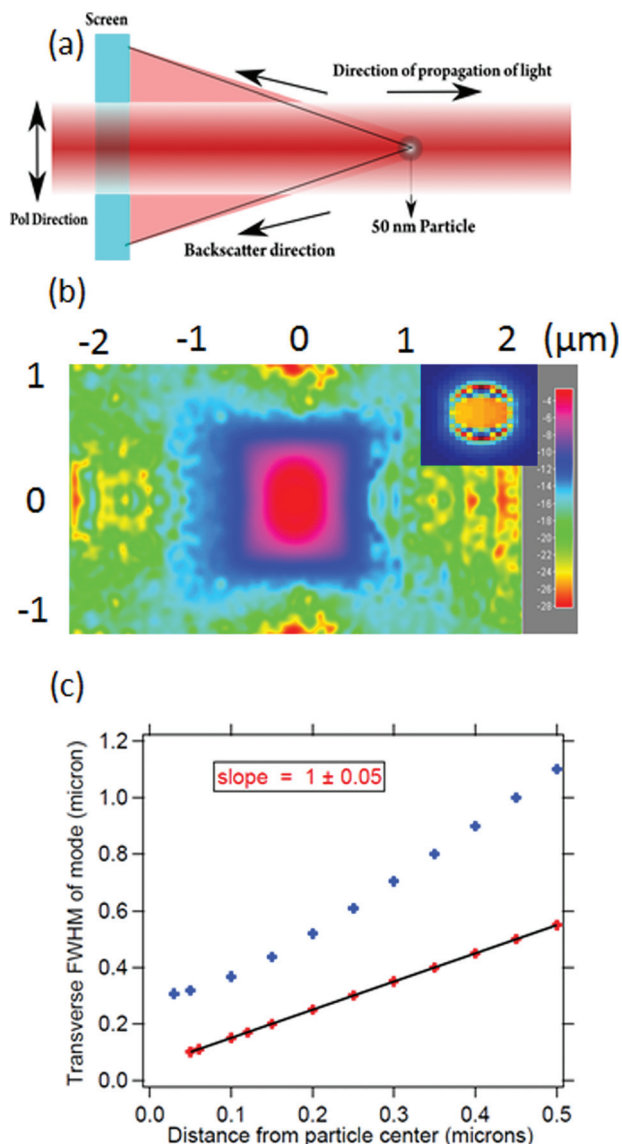 (a)
Screen
Direction of propagation of light
Pol Direction
50 nm Particle
Backscatter direction
(b)
-2 -1 0 1 2 (μm)
1
0
-1
-4
-6
-8
-10
-12
-14
-16
-18
-20
-22
-24
-26
-28
(c)
Transverse FWHM of mode (micron)
1.2
1.0
0.8
0.6
0.4
0.2
0.0
slope = 1 ± 0.05
0.0 0.1 0.2 0.3 0.4 0.5
Distance from particle center (microns)